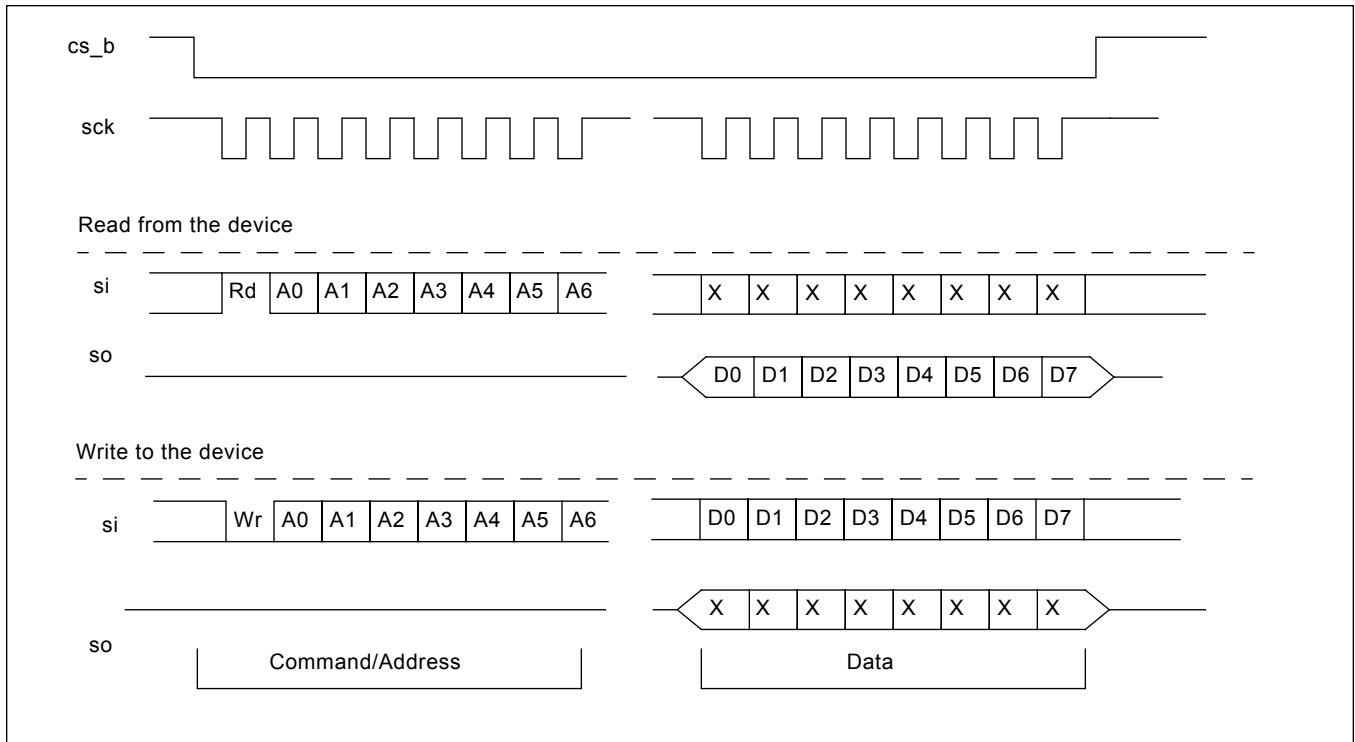 cs_b
sck
Read from the device
si Rd A0 A1 A2 A3 A4 A5 A6 X X X X X X X X
so D0 D1 D2 D3 D4 D5 D6 D7
Write to the device
si Wr A0 A1 A2 A3 A4 A5 A6 D0 D1 D2 D3 D4 D5 D6 D7
so X X X X X X X X
Command/Address Data